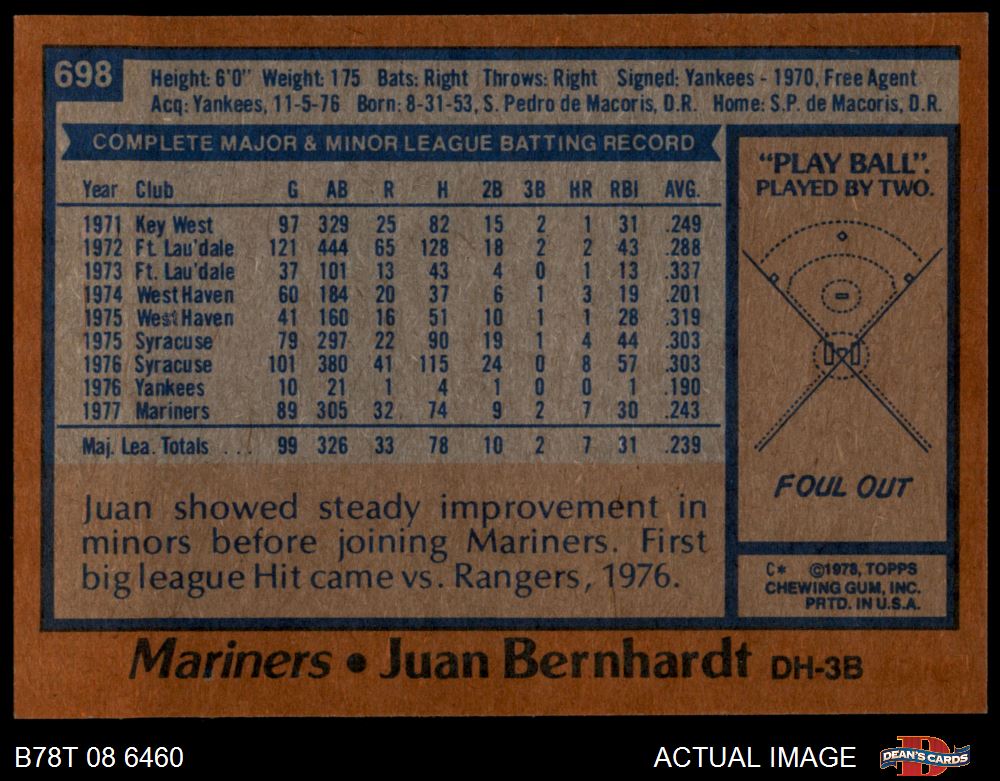 698
Height: 6'0" Weight: 175 Bats: Right Throws: Right Signed: Yankees - 1970, Free Agent
Acq: Yankees, 11-5-76 Born: 8-31-53, S. Pedro de Macoris, D.R. Home: S.P. de Macoris, D.R.
COMPLETE MAJOR & MINOR LEAGUE BATTING RECORD
Year Club G AB R H 2B 3B HR RBI AVG.
1971 Key West 97 329 25 82 15 2 1 31 .249
1972 Ft. Lau'dale 121 444 65 128 18 2 2 43 .288
1973 Ft. Lau'dale 37 101 13 43 4 0 1 13 .337
1974 West Haven 60 184 20 37 6 1 3 19 .201
1975 West Haven 41 160 16 51 10 1 1 28 .319
1975 Syracuse 79 297 22 90 19 1 4 44 .303
1976 Syracuse 101 380 41 115 24 0 8 57 .303
1976 Yankees 10 21 1 4 1 0 0 1 .190
1977 Mariners 89 305 32 74 9 2 7 30 .243
Maj. Lea. Totals . . . 99 326 33 78 10 2 7 31 .239
Juan showed steady improvement in
minors before joining Mariners. First
big league Hit came vs. Rangers, 1976.
"PLAY BALL".
PLAYED BY TWO.
FOUL OUT
C* ©1978, TOPPS
CHEWING GUM, INC.
PRTD. IN U.S.A.
Mariners • Juan Bernhardt DH-3B
B78T 08 6460
ACTUAL IMAGE
DEAN'S CARDS